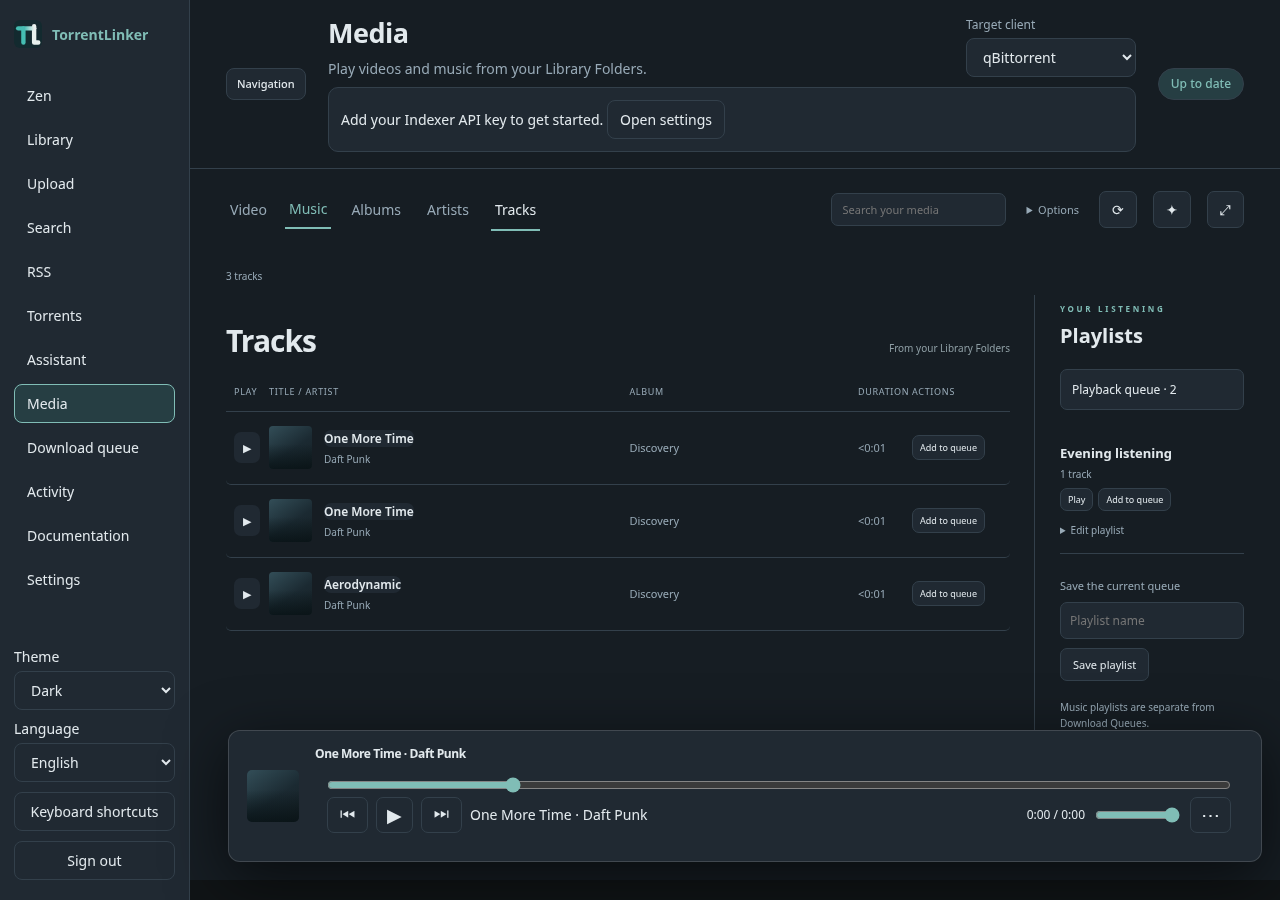 TorrentLinker
Zen
Library
Upload
Search
RSS
Torrents
Assistant
Media
Download queue
Activity
Documentation
Settings
Theme
Dark
Language
English
Keyboard shortcuts
Sign out
Navigation
Media
Play videos and music from your Library Folders.
Target client
qBittorrent
Up to date
Add your Indexer API key to get started. Open settings
Video Music Albums Artists Tracks
Search your media
Options
3 tracks
Tracks
From your Library Folders
PLAY TITLE / ARTIST ALBUM DURATION ACTIONS
One More Time
Daft Punk
Discovery <0:01 Add to queue
One More Time
Daft Punk
Discovery <0:01 Add to queue
Aerodynamic
Daft Punk
Discovery <0:01 Add to queue
YOUR LISTENING
Playlists
Playback queue · 2
Evening listening
1 track
Play Add to queue
Edit playlist
Save the current queue
Playlist name
Save playlist
Music playlists are separate from
Download Queues.
One More Time · Daft Punk
One More Time · Daft Punk
0:00 / 0:00